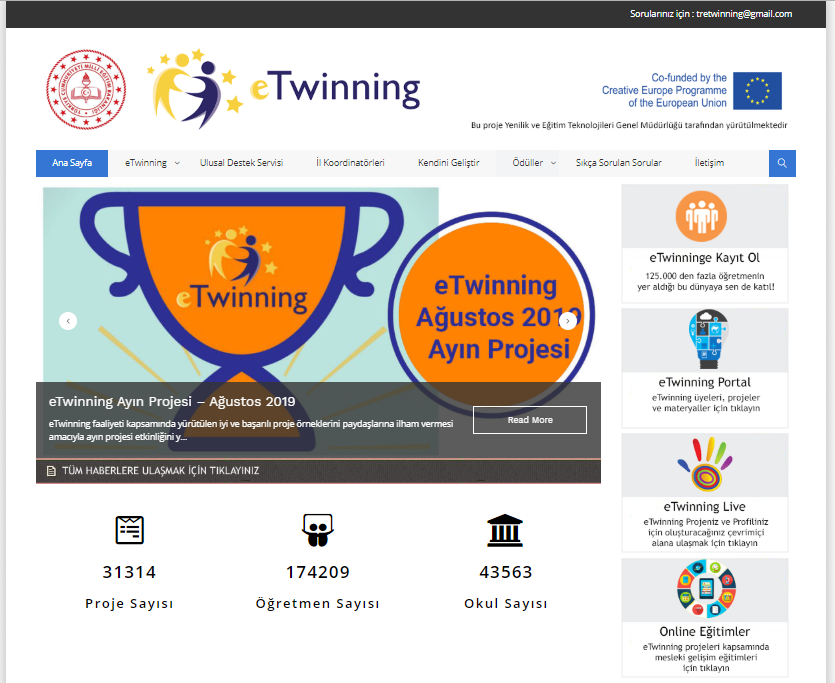 Sorularınız için : tretwinning@gmail.com
eTwinning
Co-funded by the
Creative Europe Programme
of the European Union
Bu proje Yenilik ve Eğitim Teknolojileri Genel Müdürlüğü tarafından yürütülmektedir
Ana Sayfa eTwinning Ulusal Destek Servisi İl Koordinatörleri Kendini Geliştir Ödüller Sıkça Sorulan Sorular İletişim
eTwinning
eTwinning
Ağustos 2019
Ayın Projesi
eTwinning Ayın Projesi – Ağustos 2019
eTwinning faaliyeti kapsamında yürütülen iyi ve başarılı proje örneklerini paydaşlarına ilham vermesi
amacıyla ayın projesi etkinliğini y...
Read More
TÜM HABERLERE ULAŞMAK İÇİN TIKLAYINIZ
31314
Proje Sayısı
174209
Öğretmen Sayısı
43563
Okul Sayısı
eTwinninge Kayıt Ol
125.000 den fazla öğretmenin
yer aldığı bu dünyaya sen de katıl!
eTwinning Portal
eTwinning üyeleri, projeler
ve materyaller için tıklayın
eTwinning Live
eTwinning Projeniz ve Profiliniz
için oluşturacağınız çevrimiçi
alana ulaşmak için tıklayın
Online Eğitimler
eTwinning projeleri kapsamında
mesleki gelişim eğitimleri
için tıklayın